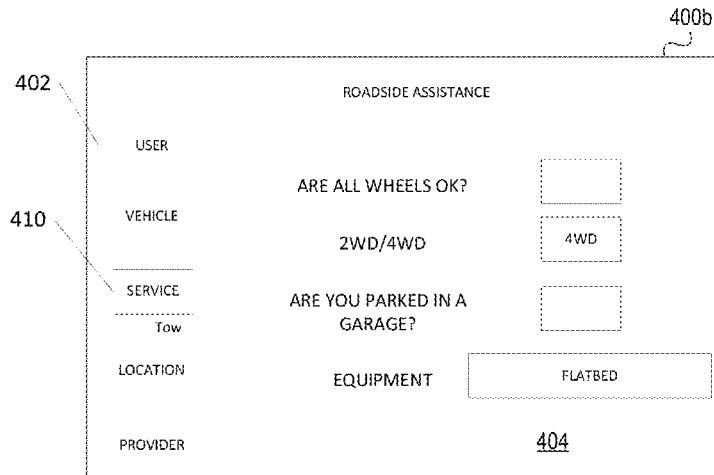 400b
402
ROADSIDE ASSISTANCE
USER
ARE ALL WHEELS OK?
VEHICLE
410
2WD/4WD
4WD
SERVICE
ARE YOU PARKED IN A
GARAGE?
Tow
LOCATION
EQUIPMENT
FLATBED
PROVIDER
404